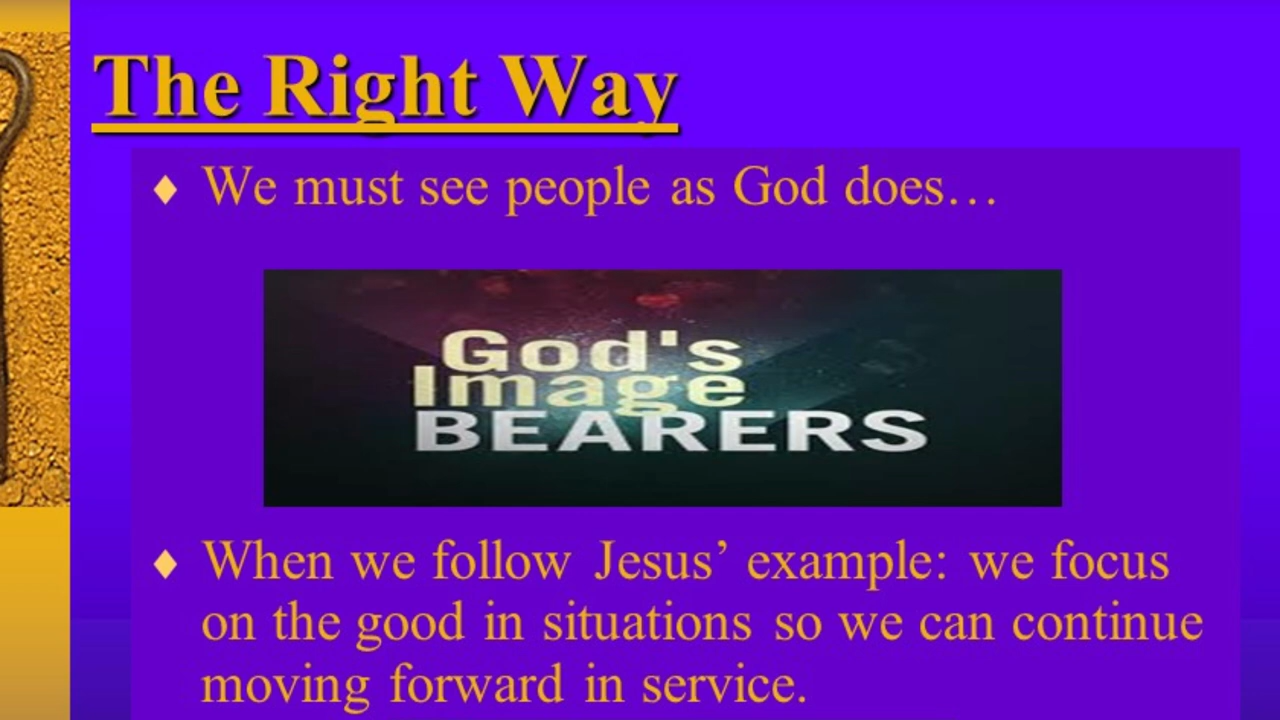 The Right Way
We must see people as God does…
God's
Image
BEARERS
When we follow Jesus’ example: we focus
on the good in situations so we can continue
moving forward in service.